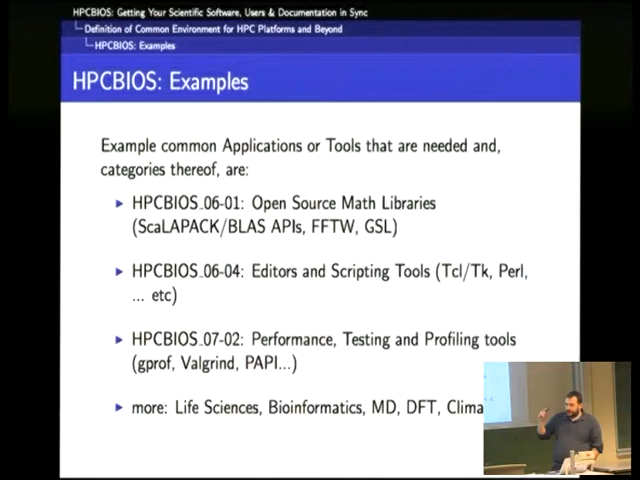 HPCBIOS: Getting Your Scientific Software, Users & Documentation in Sync
Definition of Common Environment for HPC Platforms and Beyond
HPCBIOS: Examples
HPCBIOS: Examples
Example common Applications or Tools that are needed and,
categories thereof, are:
HPCBIOS_06-01: Open Source Math Libraries
(ScaLAPACK/BLAS APIs, FFTW, GSL)
HPCBIOS_06-04: Editors and Scripting Tools (Tcl/Tk, Perl,
... etc)
HPCBIOS_07-02: Performance, Testing and Profiling tools
(gprof, Valgrind, PAPI...)
more: Life Sciences, Bioinformatics, MD, DFT, Clima